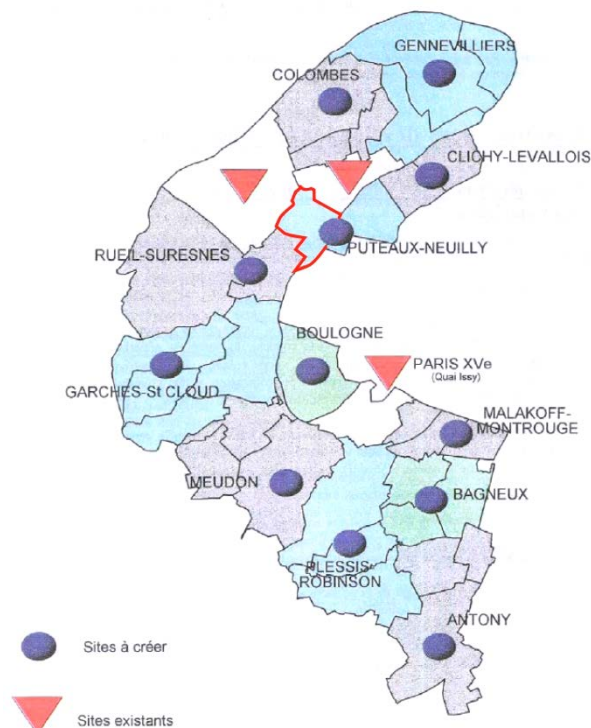 GENNEVILLIERS
COLOMBES
CLICHY-LEVALLOIS
PUTEAUX-NEUILLY
RUEIL-SURESNES
BOULOGNE
PARIS XVe
(Quai Issy)
GARCHES-St CLOUD
MALAKOFF-
MONTROUGE
MEUDON
BAGNEUX
PLESSIS-
ROBINSON
ANTONY
Sites à créer
Sites existants